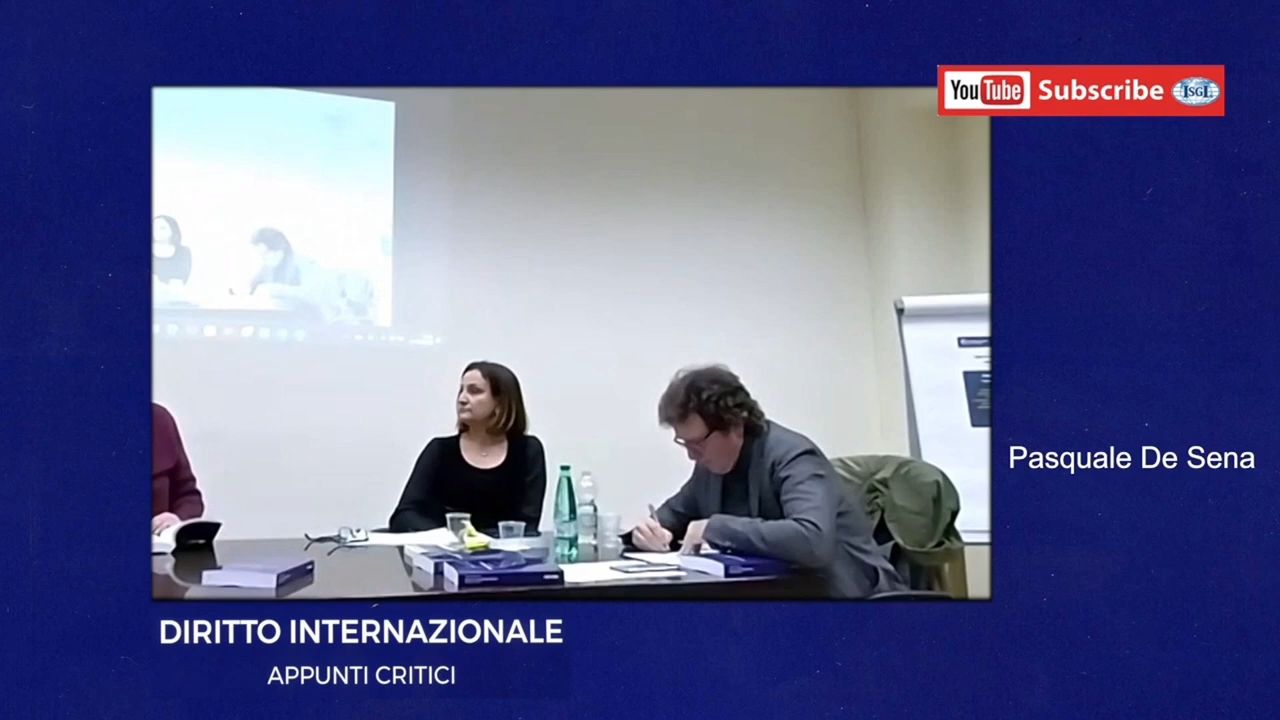 YouTube Subscribe ISGI
Pasquale De Sena
DIRITTO INTERNAZIONALE
APPUNTI CRITICI